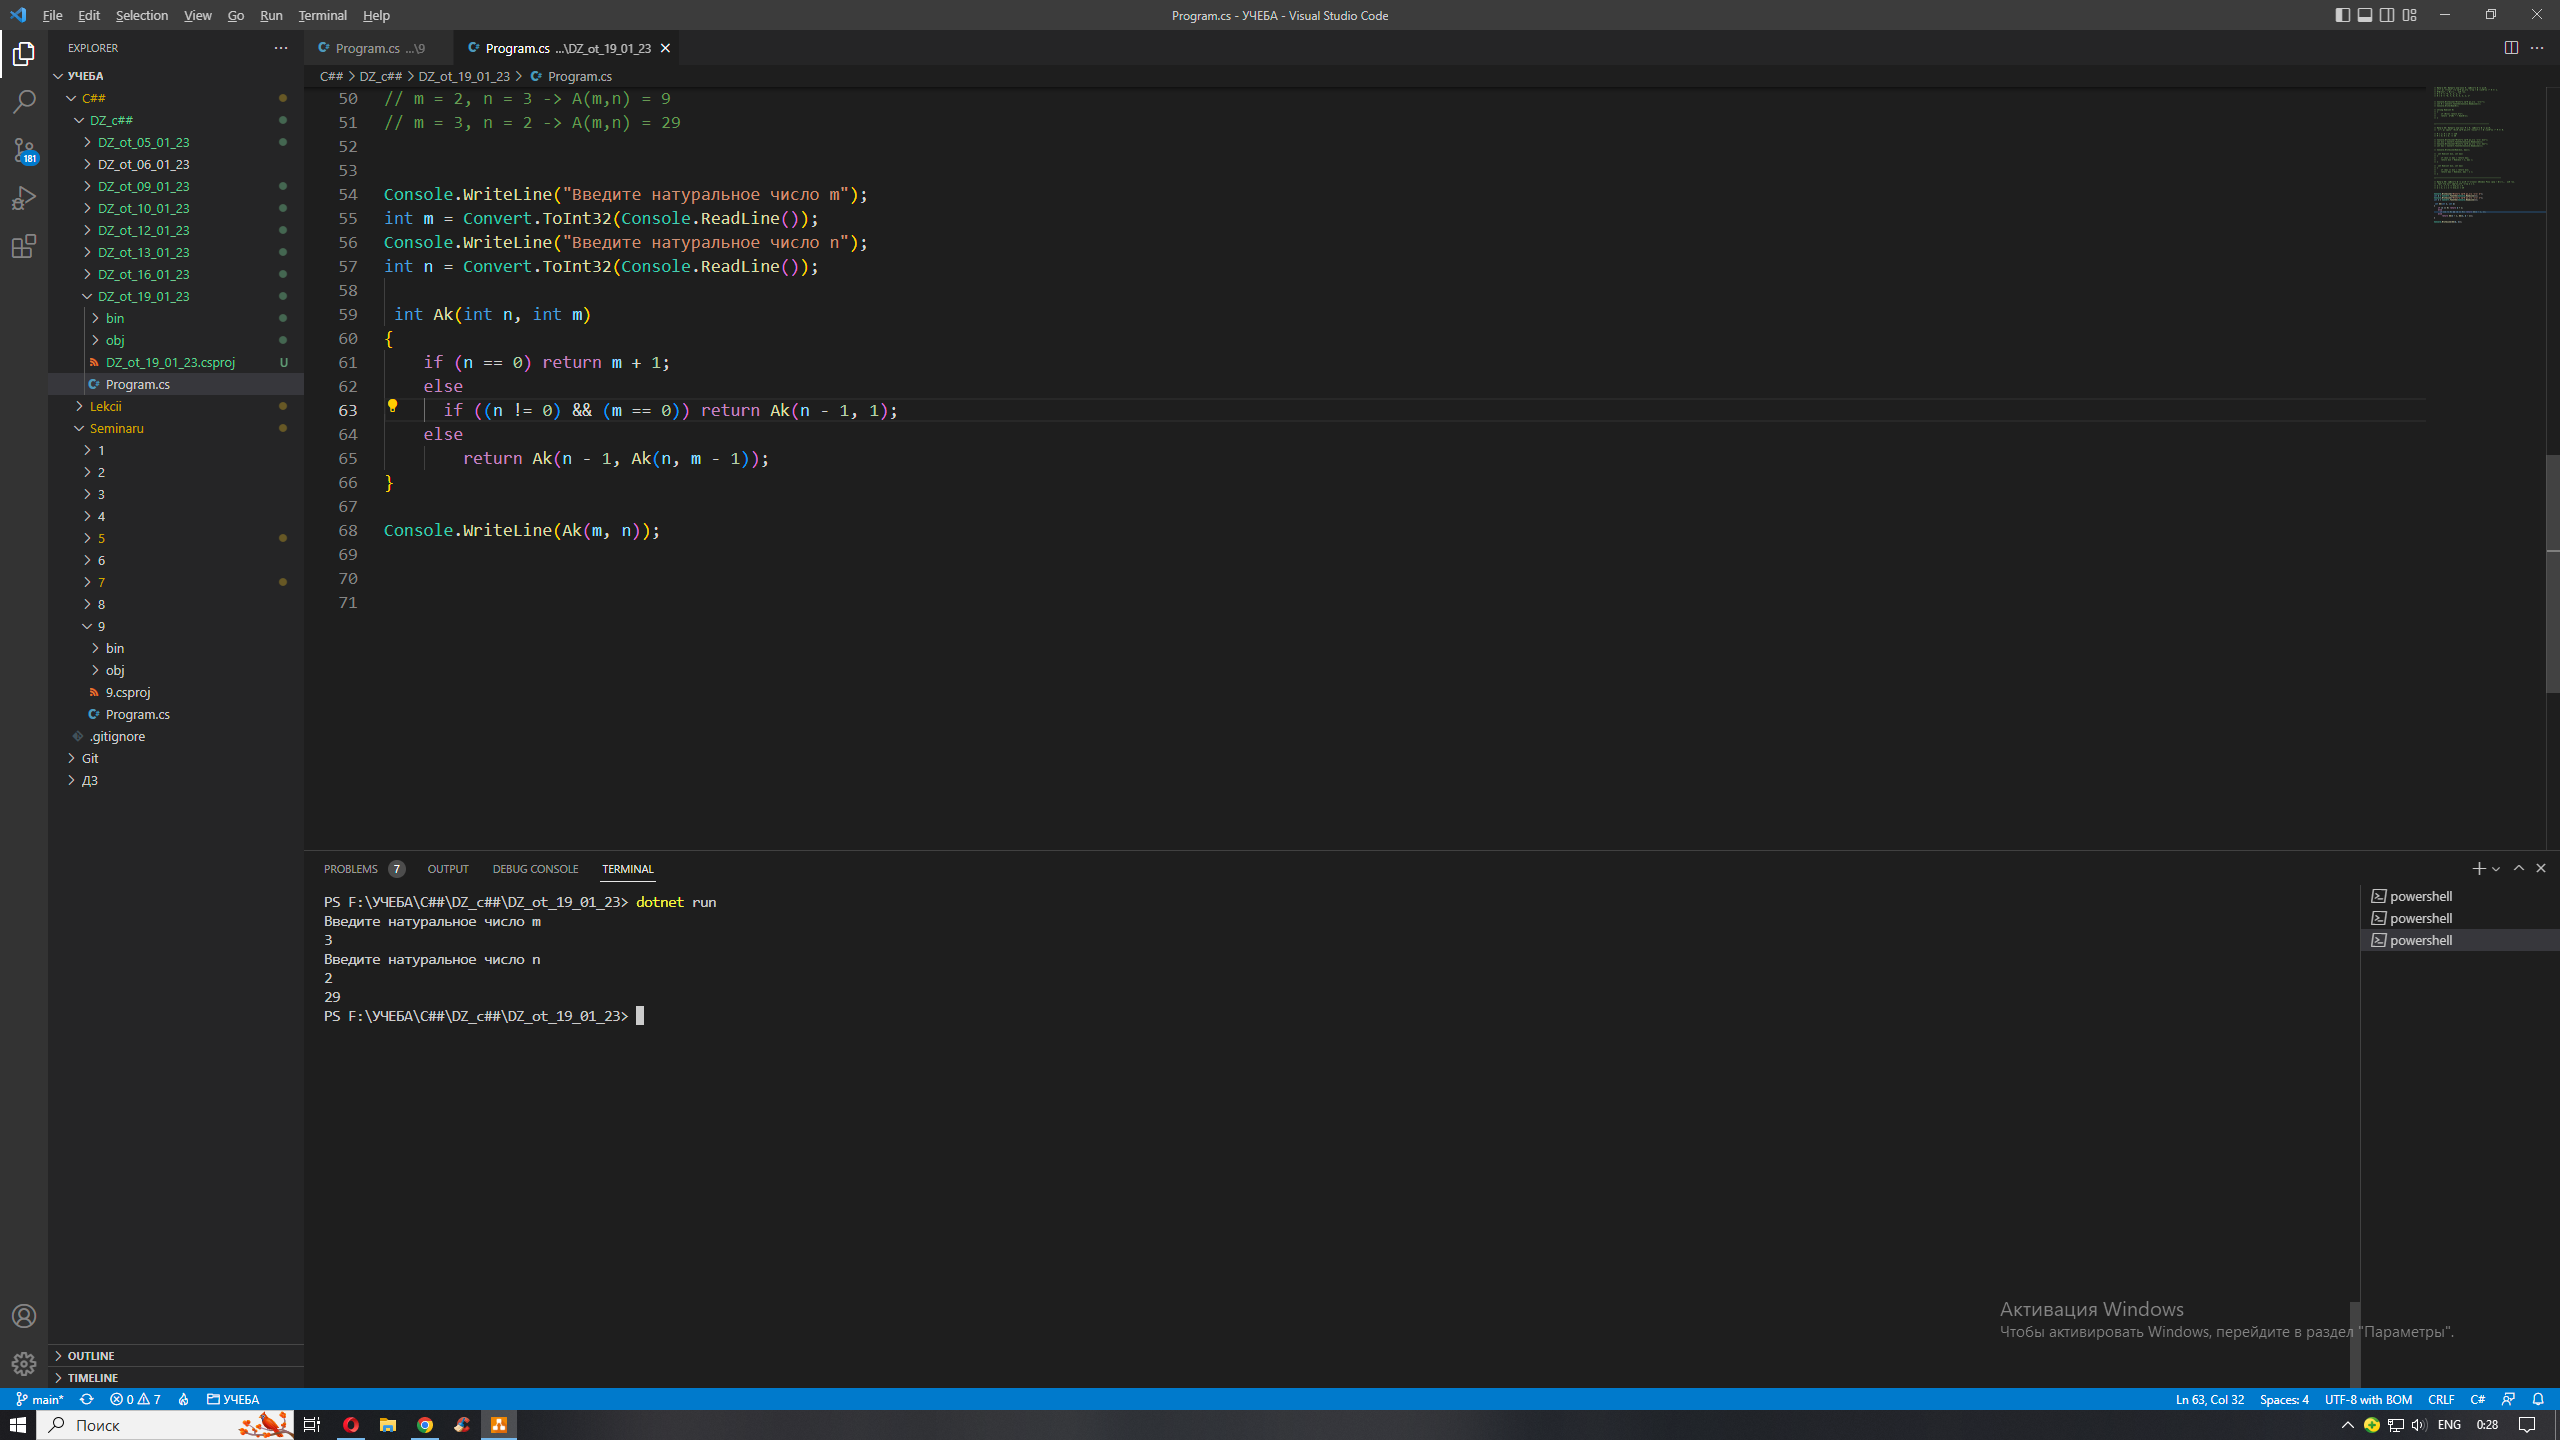 File Edit Selection View Go Run Terminal Help
Program.cs - УЧЕБА - Visual Studio Code
EXPLORER
УЧЕБА
C##
DZ_c##
DZ_ot_05_01_23
DZ_ot_06_01_23
DZ_ot_09_01_23
DZ_ot_10_01_23
DZ_ot_12_01_23
DZ_ot_13_01_23
DZ_ot_16_01_23
DZ_ot_19_01_23
bin
obj
DZ_ot_19_01_23.csproj U
Program.cs
Lekcii
Seminaru
1
2
3
4
5
6
7
8
9
bin
obj
9.csproj
Program.cs
.gitignore
Git
ДЗ
OUTLINE
TIMELINE
181
Program.cs ...\9
Program.cs ...\DZ_ot_19_01_23
C## > DZ_c## > DZ_ot_19_01_23 > Program.cs
50 // m = 2, n = 3 -> A(m,n) = 9
51 // m = 3, n = 2 -> A(m,n) = 29
52
53
54 Console.WriteLine("Введите натуральное число m");
55 int m = Convert.ToInt32(Console.ReadLine());
56 Console.WriteLine("Введите натуральное число n");
57 int n = Convert.ToInt32(Console.ReadLine());
58
59 int Ak(int n, int m)
60 {
61 if (n == 0) return m + 1;
62 else
63 if ((n != 0) && (m == 0)) return Ak(n - 1, 1);
64 else
65 return Ak(n - 1, Ak(n, m - 1));
66 }
67
68 Console.WriteLine(Ak(m, n));
69
70
71
PROBLEMS 7 OUTPUT DEBUG CONSOLE TERMINAL
PS F:\УЧЕБА\C##\DZ_c##\DZ_ot_19_01_23> dotnet run
Введите натуральное число m
3
Введите натуральное число n
2
29
PS F:\УЧЕБА\C##\DZ_c##\DZ_ot_19_01_23>
powershell
powershell
powershell
Активация Windows
Чтобы активировать Windows, перейдите в раздел "Параметры".
main* 0 7 УЧЕБА
Ln 63, Col 32 Spaces: 4 UTF-8 with BOM CRLF C#
Поиск
ENG 0:28